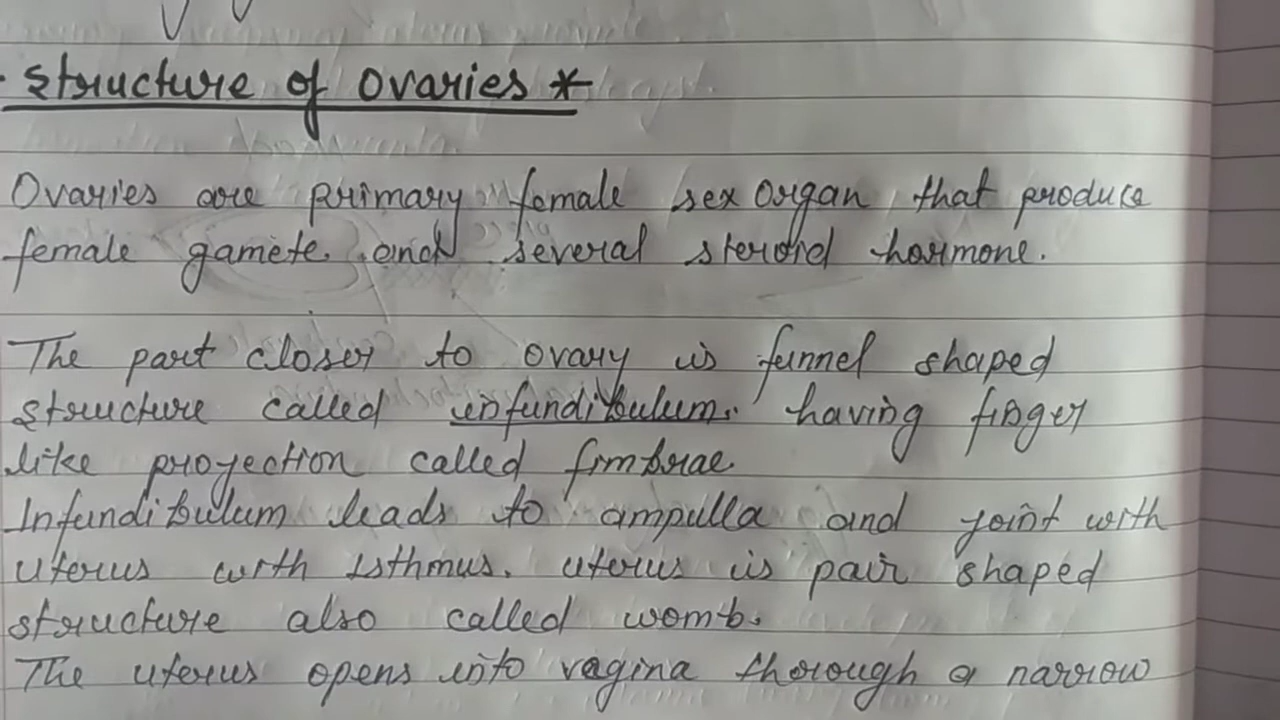 Structure of Ovaries *
Ovaries are primary female sex organ that produce
female gamete and several steroid hormone.
The part closer to ovary is funnel shaped
structure called infundibulum. having finger
like projection called fimbrae
Infundibulum leads to ampulla and joint with
uterus with Isthmus. uterus is pair shaped
structure also called womb.
The uterus opens into vagina thorough a narrow